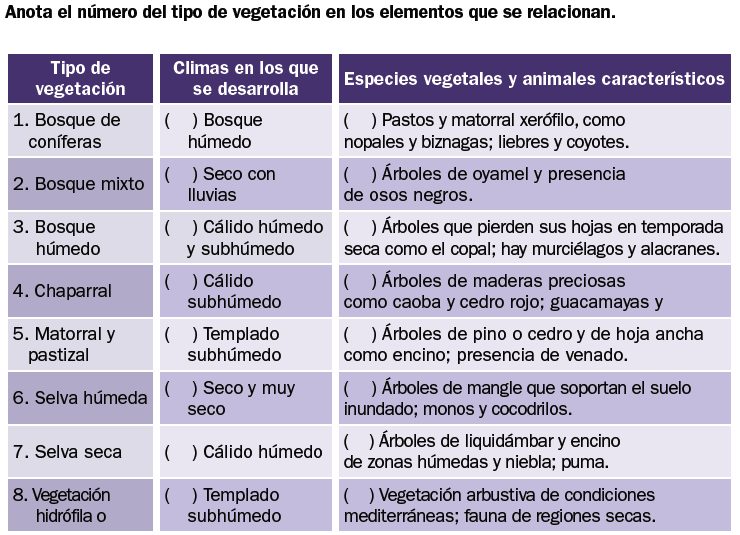 Anota el número del tipo de vegetación en los elementos que se relacionan.
Tipo de
vegetación
Climas en los que
se desarrolla
Especies vegetales y animales característicos
1. Bosque de
coníferas
( ) Bosque
húmedo
( ) Pastos y matorral xerófilo, como
nopales y biznagas; liebres y coyotes.
2. Bosque mixto
( ) Seco con
lluvias
( ) Árboles de oyamel y presencia
de osos negros.
3. Bosque
húmedo
( ) Cálido húmedo
y subhúmedo
( ) Árboles que pierden sus hojas en temporada
seca como el copal; hay murciélagos y alacranes.
4. Chaparral
( ) Cálido
subhúmedo
( ) Árboles de maderas preciosas
como caoba y cedro rojo; guacamayas y
5. Matorral y
pastizal
( ) Templado
subhúmedo
( ) Árboles de pino o cedro y de hoja ancha
como encino; presencia de venado.
6. Selva húmeda
( ) Seco y muy
seco
( ) Árboles de mangle que soportan el suelo
inundado; monos y cocodrilos.
7. Selva seca
( ) Cálido húmedo
( ) Árboles de liquidámbar y encino
de zonas húmedas y niebla; puma.
8. Vegetación
hidrófila o
( ) Templado
subhúmedo
( ) Vegetación arbustiva de condiciones
mediterráneas; fauna de regiones secas.